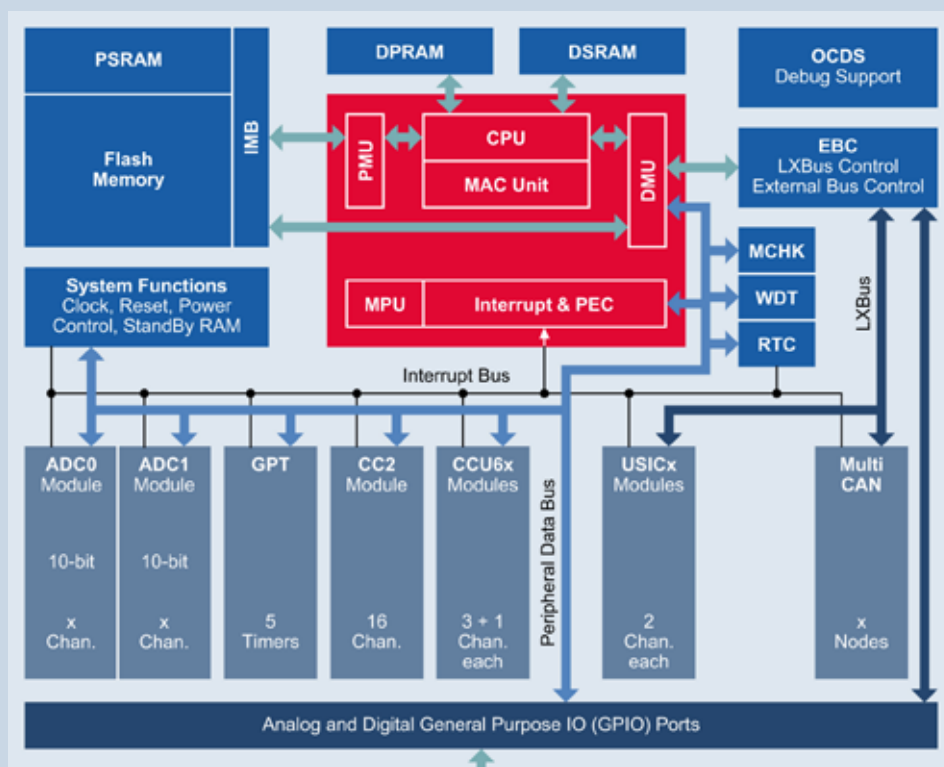 PSRAM
Flash
Memory
IMB
DPRAM
DSRAM
OCDS
Debug Support
PMU
CPU
MAC Unit
DMU
EBC
LXBus Control
External Bus Control
MCHK
WDT
RTC
LXBus
System Functions
Clock, Reset, Power
Control, StandBy RAM
MPU
Interrupt & PEC
Interrupt Bus
ADC0
Module
10-bit
x
Chan.
ADC1
Module
10-bit
x
Chan.
GPT
5
Timers
CC2
Module
16
Chan.
CCU6x
Modules
3 + 1
Chan.
each
Peripheral Data Bus
USICx
Modules
2
Chan.
each
Multi
CAN
x
Nodes
Analog and Digital General Purpose IO (GPIO) Ports